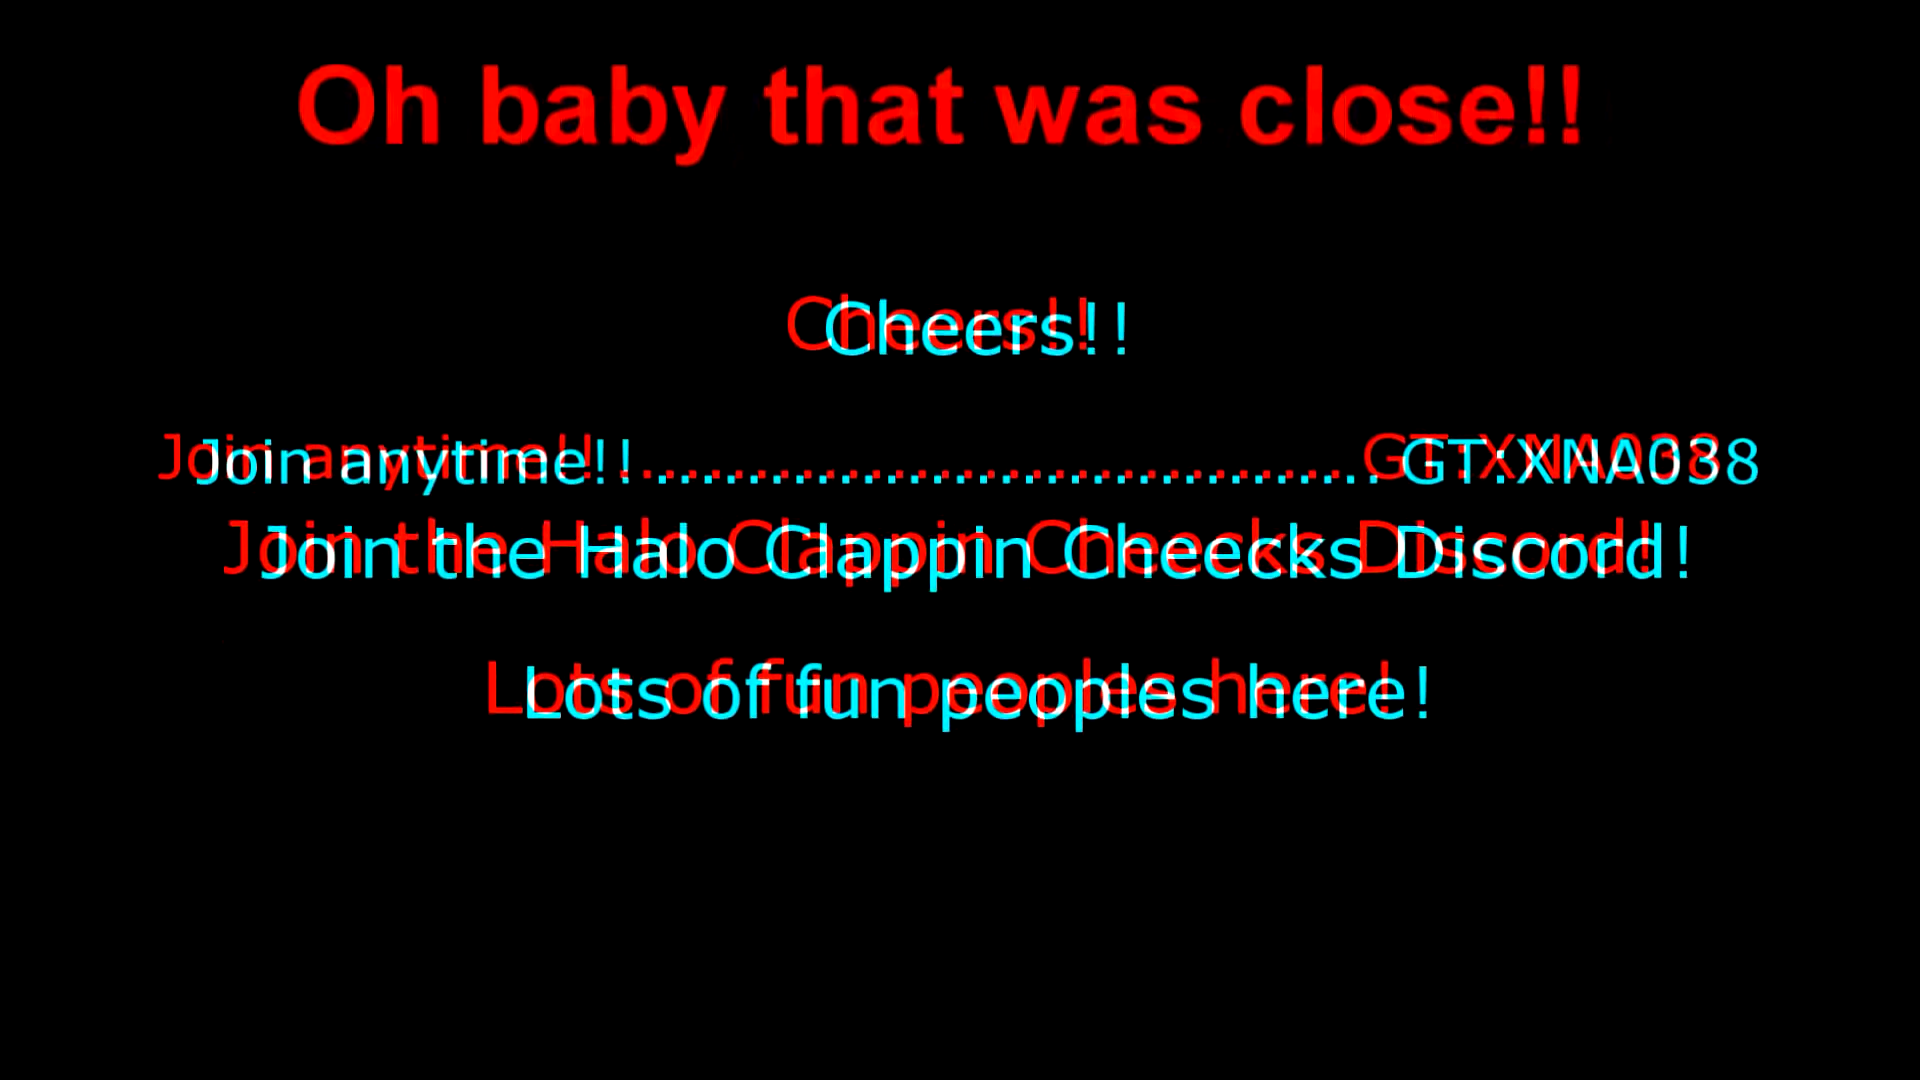 Oh baby that was close!!
Cheers!!
Join anytime!!................................ GT:XNA038
Join the Halo Clappin Cheecks Discord!
Lots of fun peoples here!